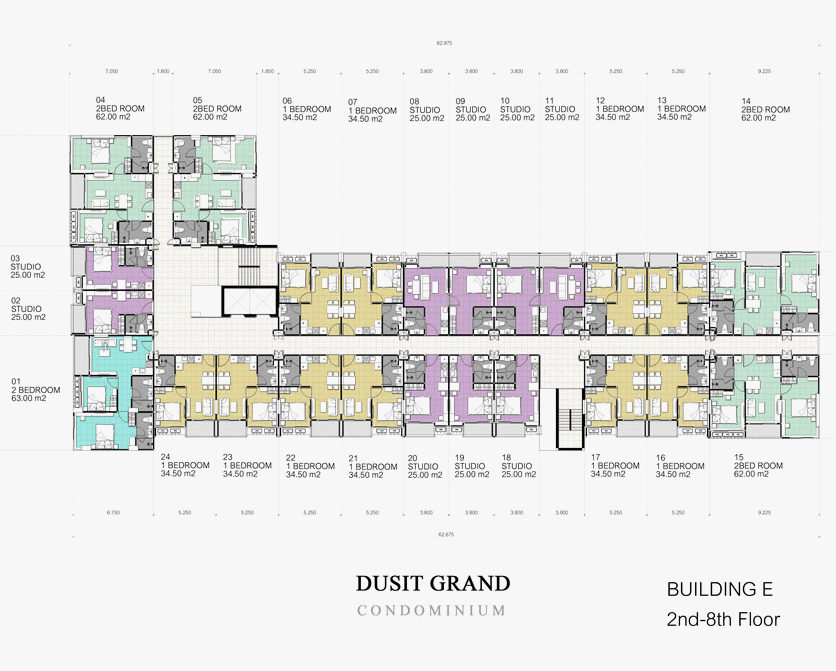 62.975
7.050 1.800 7.050 1.850 5.250 5.250 3.800 3.800 3.800 3.800 5.250 5.250 9.225
04
2BED ROOM
62.00 m2
05
2BED ROOM
62.00 m2
06
1 BEDROOM
34.50 m2
07
1 BEDROOM
34.50 m2
08
STUDIO
25.00 m2
09
STUDIO
25.00 m2
10
STUDIO
25.00 m2
11
STUDIO
25.00 m2
12
1 BEDROOM
34.50 m2
13
1 BEDROOM
34.50 m2
14
2BED ROOM
62.00 m2
03
STUDIO
25.00 m2
02
STUDIO
25.00 m2
01
2 BEDROOM
63.00 m2
24
1 BEDROOM
34.50 m2
23
1 BEDROOM
34.50 m2
22
1 BEDROOM
34.50 m2
21
1 BEDROOM
34.50 m2
20
STUDIO
25.00 m2
19
STUDIO
25.00 m2
18
STUDIO
25.00 m2
17
1 BEDROOM
34.50 m2
16
1 BEDROOM
34.50 m2
15
2BED ROOM
62.00 m2
6.750 5.250 5.250 5.250 5.250 3.800 3.800 3.800 3.800 5.250 5.250 9.225
62.675
DUSIT GRAND
CONDOMINIUM
BUILDING E
2nd-8th Floor